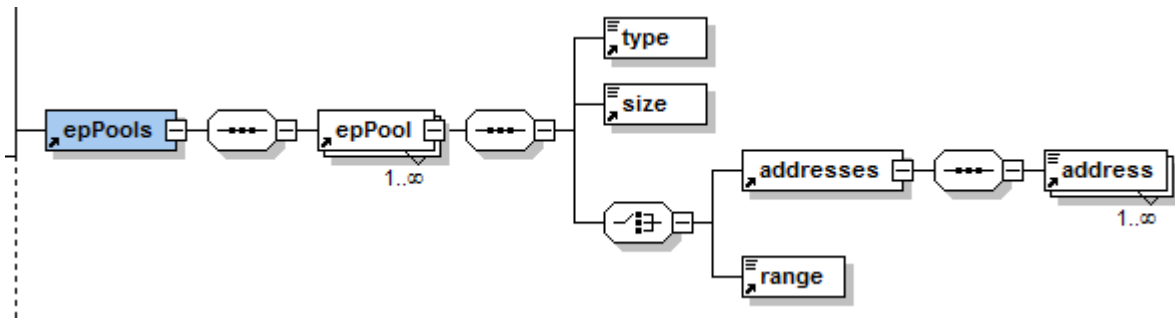 type
size
epPools
epPool
1..∞
addresses
address
1..∞
range